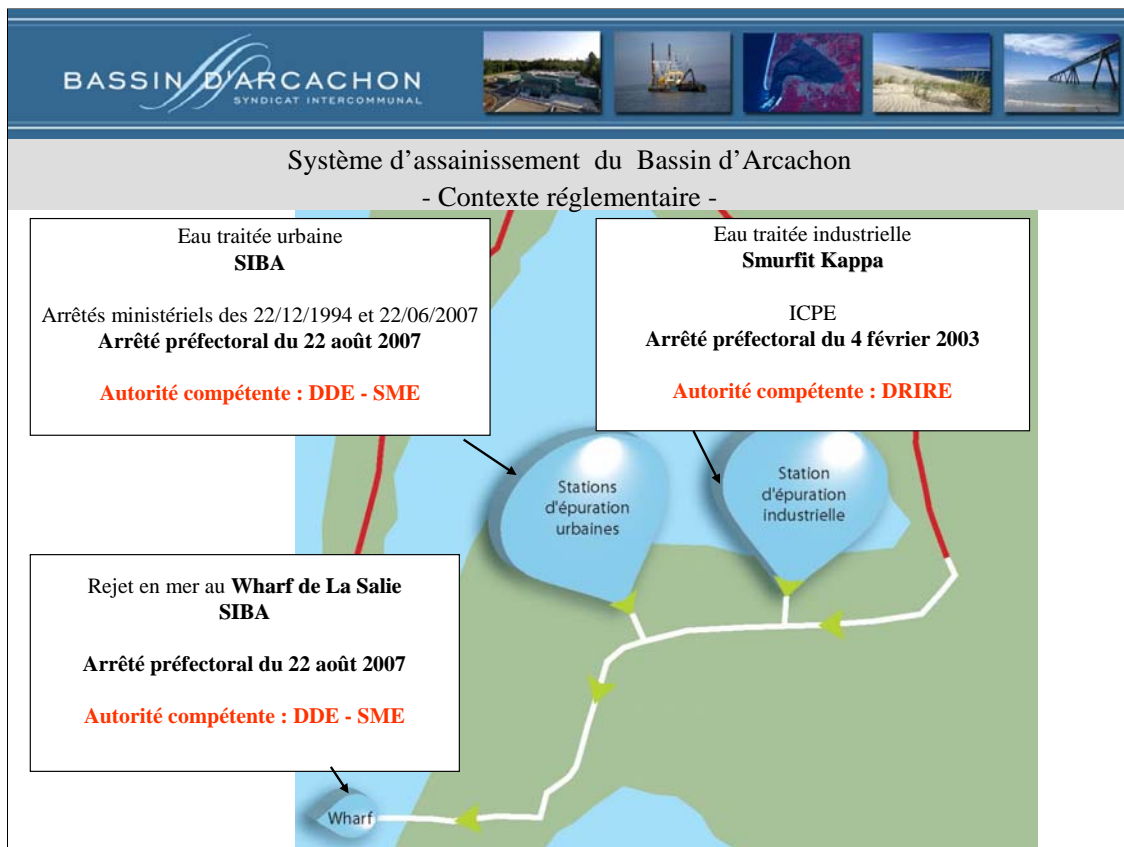 BASSIN D'ARCACHON
SYNDICAT INTERCOMMUNAL
Système d'assainissement du Bassin d'Arcachon
- Contexte réglementaire -
Eau traitée urbaine
SIBA
Arrêtés ministériels des 22/12/1994 et 22/06/2007
Arrêté préfectoral du 22 août 2007
Autorité compétente : DDE - SME
Eau traitée industrielle
Smurfit Kappa
ICPE
Arrêté préfectoral du 4 février 2003
Autorité compétente : DRIRE
Stations
d'épuration
urbaines
Station
d'épuration
industrielle
Rejet en mer au Wharf de La Salie
SIBA
Arrêté préfectoral du 22 août 2007
Autorité compétente : DDE - SME
Wharf